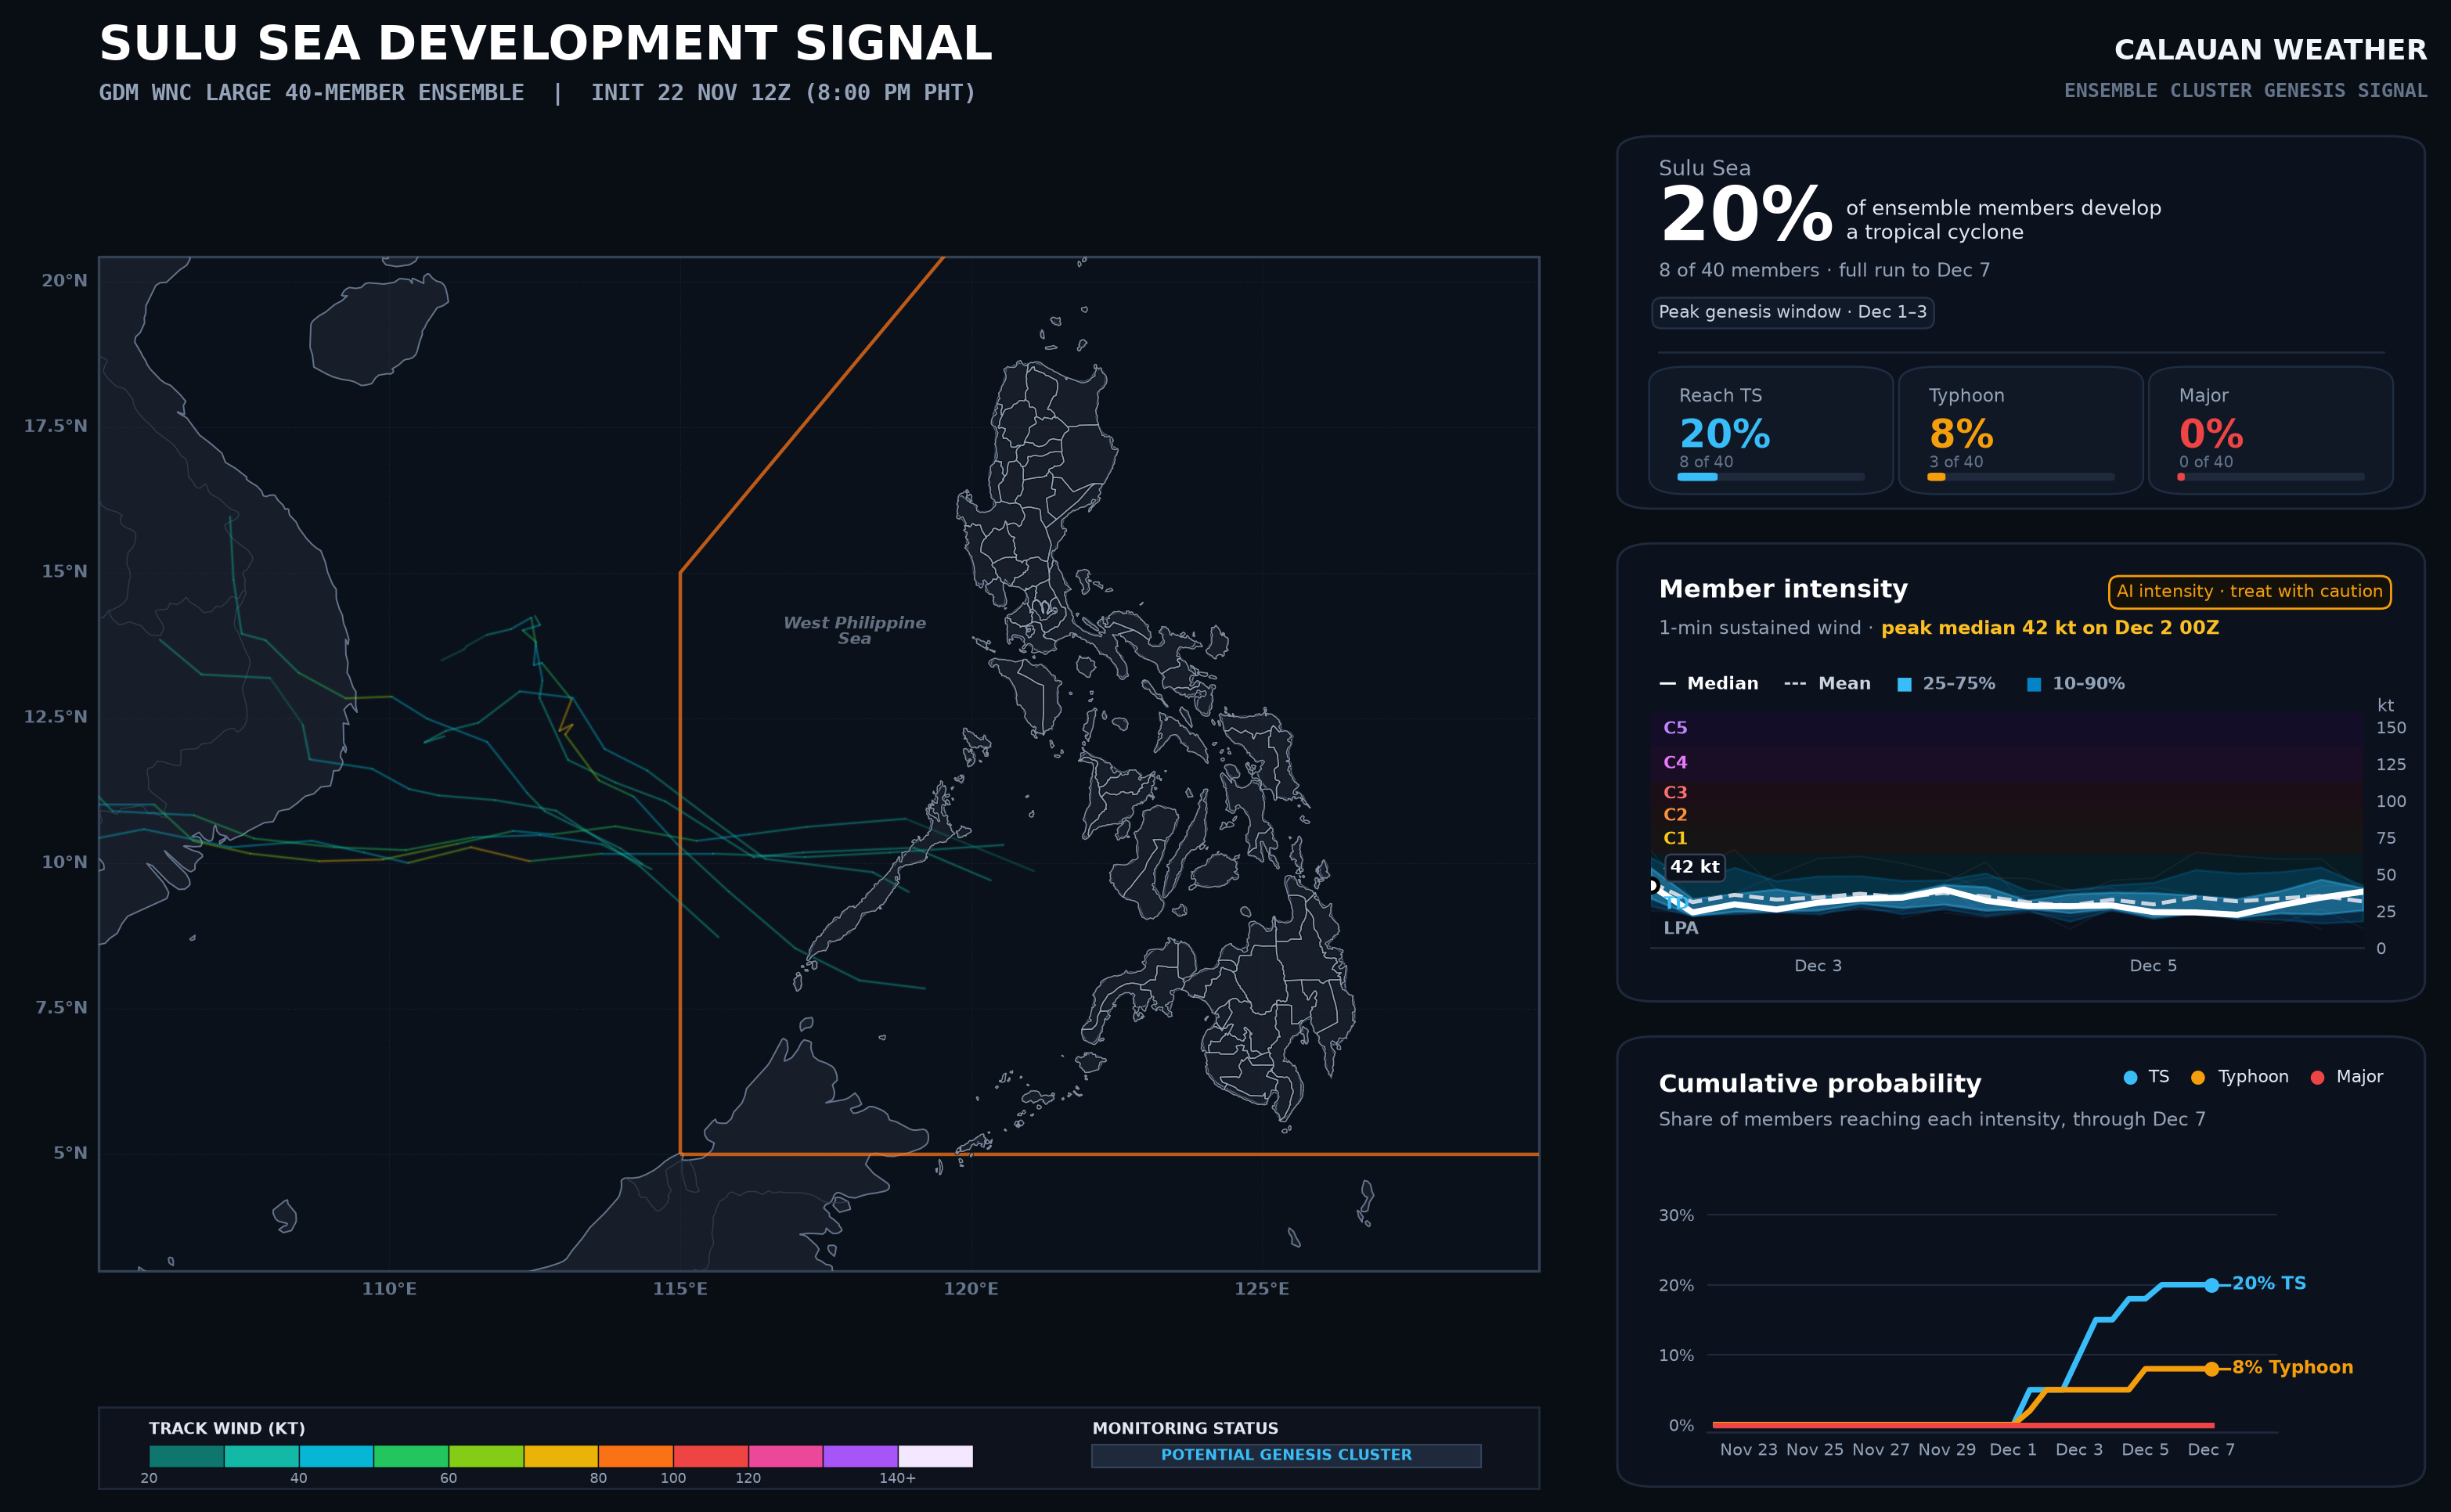 SULU SEA DEVELOPMENT SIGNAL
GDM WNC LARGE 40-MEMBER ENSEMBLE | INIT 22 NOV 12Z (8:00 PM PHT)
CALAUAN WEATHER
ENSEMBLE CLUSTER GENESIS SIGNAL
20°N
17.5°N
15°N
12.5°N
10°N
7.5°N
5°N
110°E
115°E
120°E
125°E
West Philippine
Sea
TRACK WIND (KT)
20
40
60
80
100
120
140+
MONITORING STATUS
POTENTIAL GENESIS CLUSTER
Sulu Sea
20% of ensemble members develop
a tropical cyclone
8 of 40 members · full run to Dec 7
Peak genesis window · Dec 1–3
Reach TS
20%
8 of 40
Typhoon
8%
3 of 40
Major
0%
0 of 40
Member intensity
AI intensity · treat with caution
1-min sustained wind · peak median 42 kt on Dec 2 00Z
Median
Mean
25–75%
10–90%
kt
C5
C4
C3
C2
C1
42 kt
TD
LPA
150
125
100
75
50
25
0
Dec 3
Dec 5
Cumulative probability
TS
Typhoon
Major
Share of members reaching each intensity, through Dec 7
30%
20%
10%
0%
20% TS
8% Typhoon
Nov 23
Nov 25
Nov 27
Nov 29
Dec 1
Dec 3
Dec 5
Dec 7